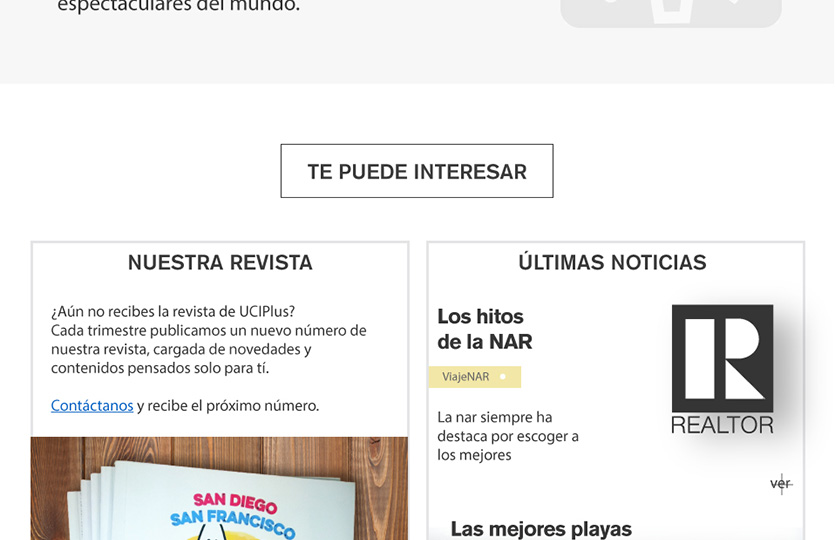 espectaculares del mundo.
TE PUEDE INTERESAR
NUESTRA REVISTA
¿Aún no recibes la revista de UCIPlus?
Cada trimestre publicamos un nuevo número de
nuestra revista, cargada de novedades y
contenidos pensados solo para tí.
Contáctanos y recibe el próximo número.
SAN DIEGO
SAN FRANCISCO
ÚLTIMAS NOTICIAS
Los hitos
de la NAR
ViajeNAR
La nar siempre ha
destaca por escoger a
los mejores
R
REALTOR
ver
Las mejores playas